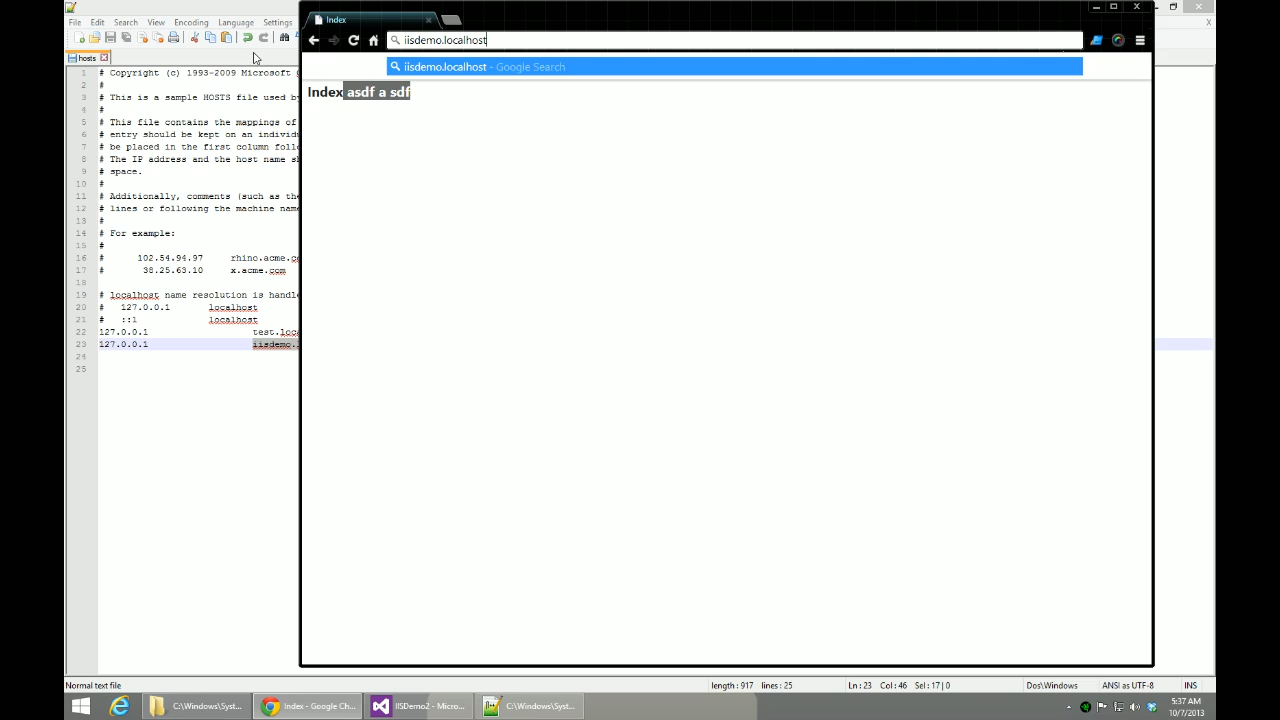 Index
File Edit Search View Encoding Language Settings
iisdemo.localhost
hosts
iisdemo.localhost - Google Search
1 # Copyright (c) 1993-2009 Microsoft
2 #
3 # This is a sample HOSTS file used by
4 #
5 # This file contains the mappings of
6 # entry should be kept on an individ
7 # be placed in the first column foll
8 # The IP address and the host name s
9 # space.
10 #
11 # Additionally, comments (such as the
12 # lines or following the machine name
13 #
14 # For example:
15 #
16 # 102.54.94.97 rhino.acme.co
17 # 38.25.63.10 x.acme.com
18
19 # localhost name resolution is handl
20 # 127.0.0.1 localhost
21 # ::1 localhost
22 127.0.0.1 test.loca
23 127.0.0.1 iisdemo.
24
25
Index asdf a sdf
Normal text file length : 917 lines : 25 Ln : 23 Col : 46 Sel : 17 | 0 Dos\Windows ANSI as UTF-8 INS
C:\Windows\Syst... Index - Google Ch... IISDemo2 - Micro... C:\Windows\Syst... 5:37 AM
10/7/2013